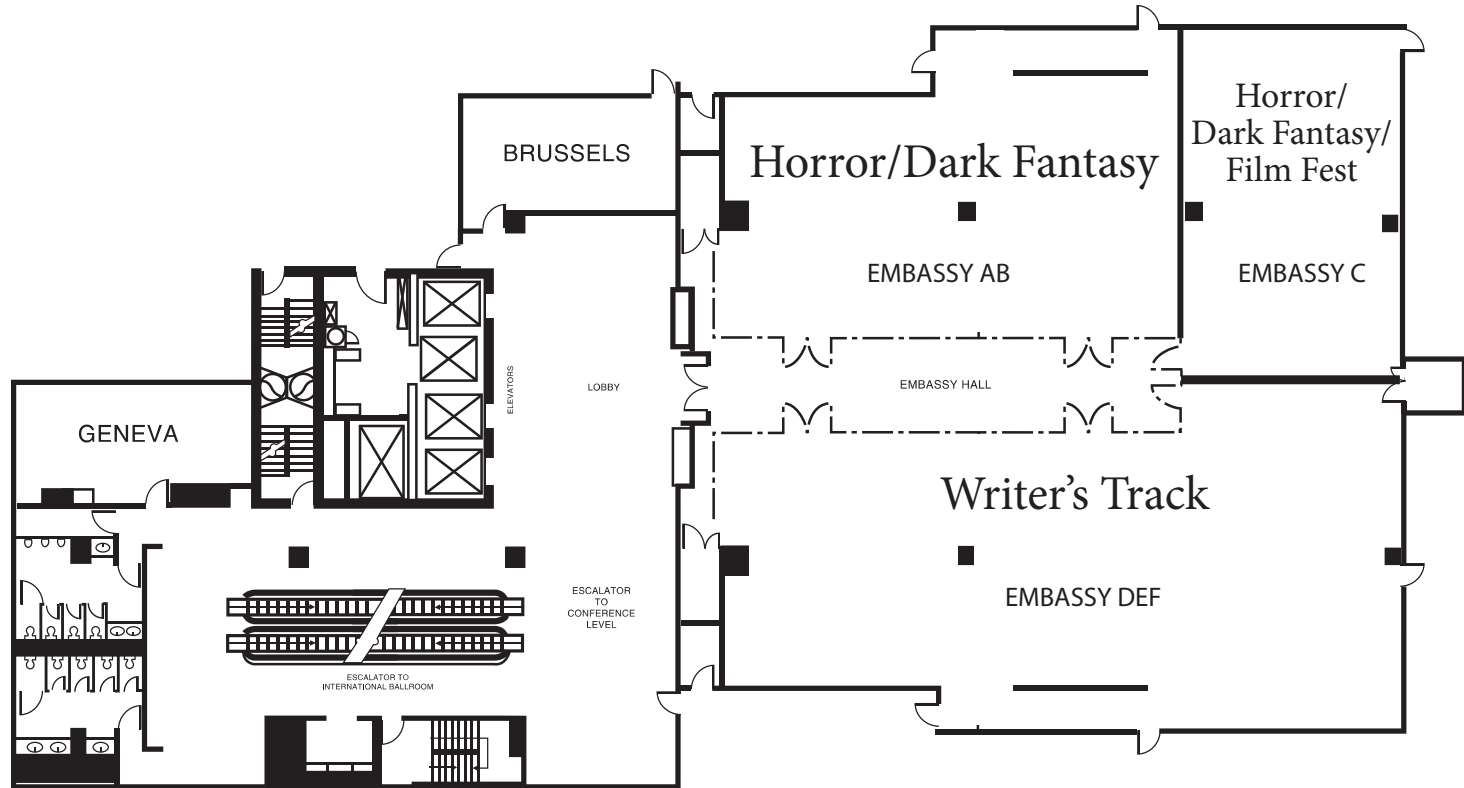 Horror/
Dark Fantasy/
Film Fest
BRUSSELS
Horror/Dark Fantasy
EMBASSY AB
EMBASSY C
ELEVATORS
LOBBY
EMBASSY HALL
GENEVA
Writer's Track
ESCALATOR
TO
CONFERENCE
LEVEL
EMBASSY DEF
ESCALATOR TO
INTERNATIONAL BALLROOM